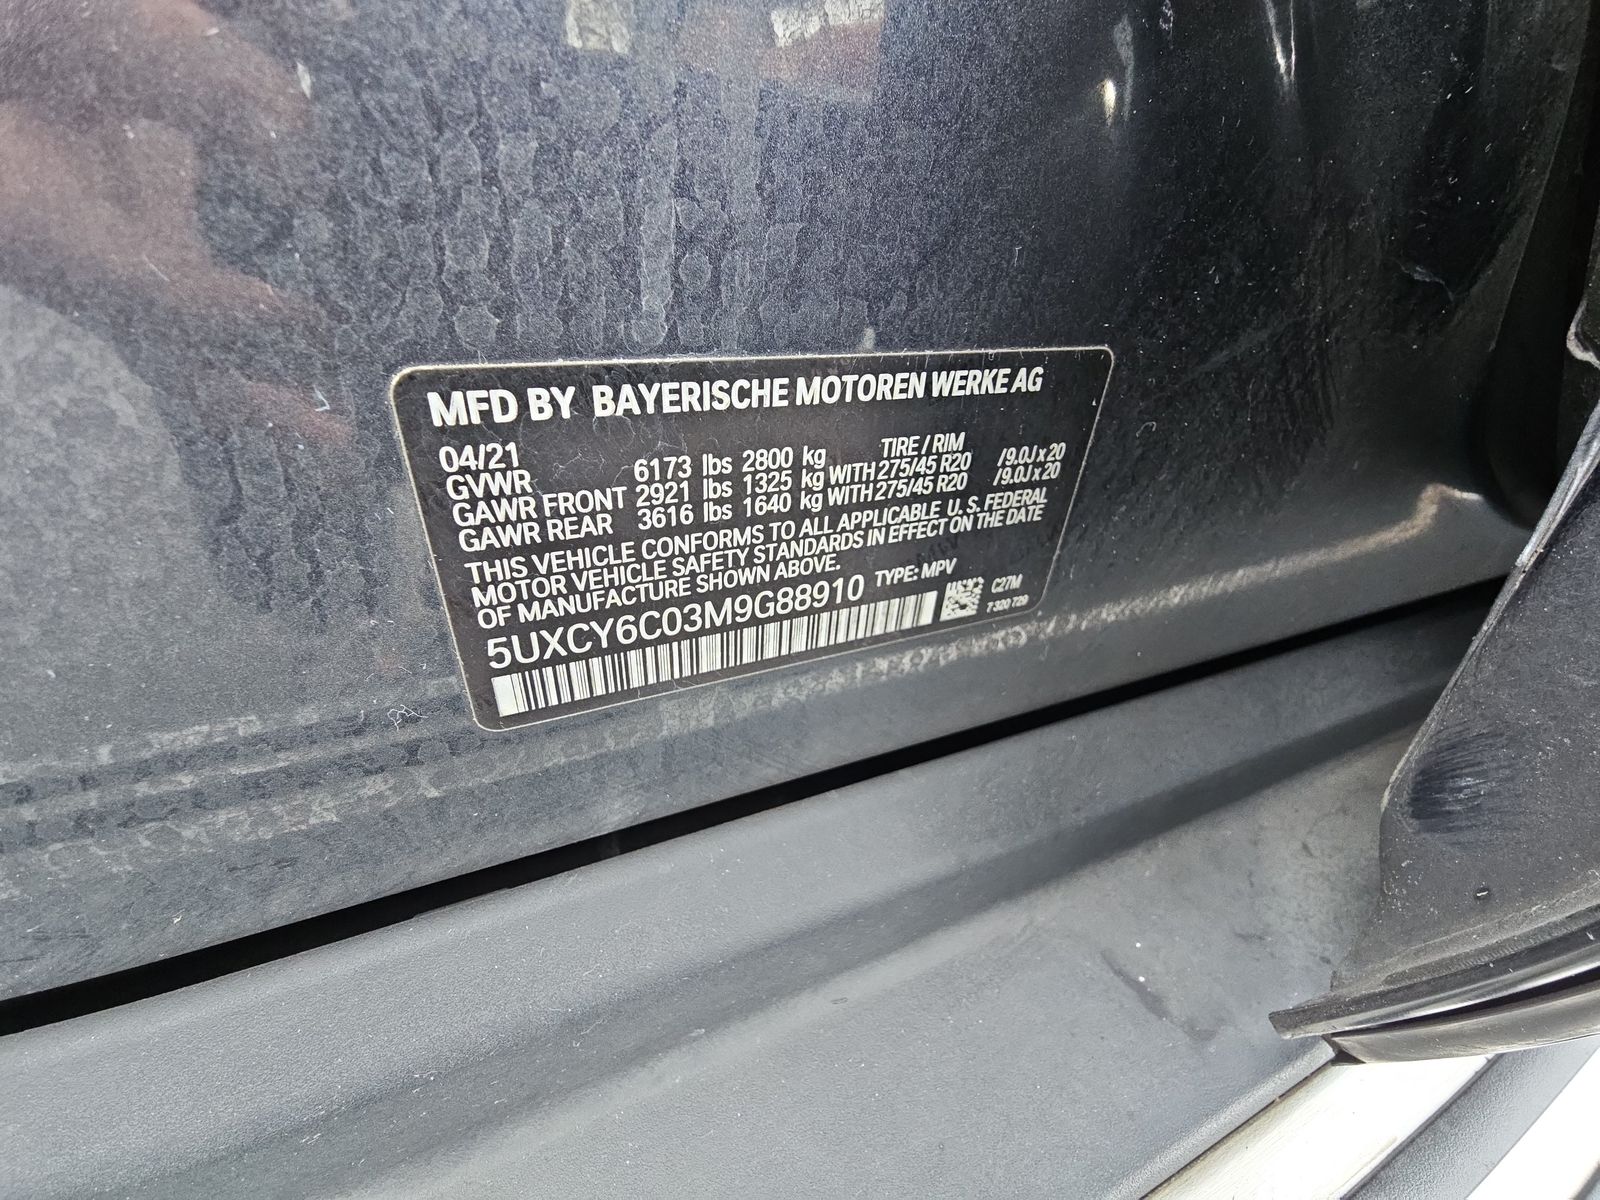 MFD BY BAYERISCHE MOTOREN WERKE AG
04/21 TIRE / RIM
GVWR 6173 lbs 2800 kg
GAWR FRONT 2921 lbs 1325 kg WITH 275/45 R20 /9.0J x 20
GAWR REAR 3616 lbs 1640 kg WITH 275/45 R20 /9.0J x 20
THIS VEHICLE CONFORMS TO ALL APPLICABLE U. S. FEDERAL
MOTOR VEHICLE SAFETY STANDARDS IN EFFECT ON THE DATE
OF MANUFACTURE SHOWN ABOVE.
5UXCY6C03M9G88910 TYPE: MPV
C27M
7 320 729